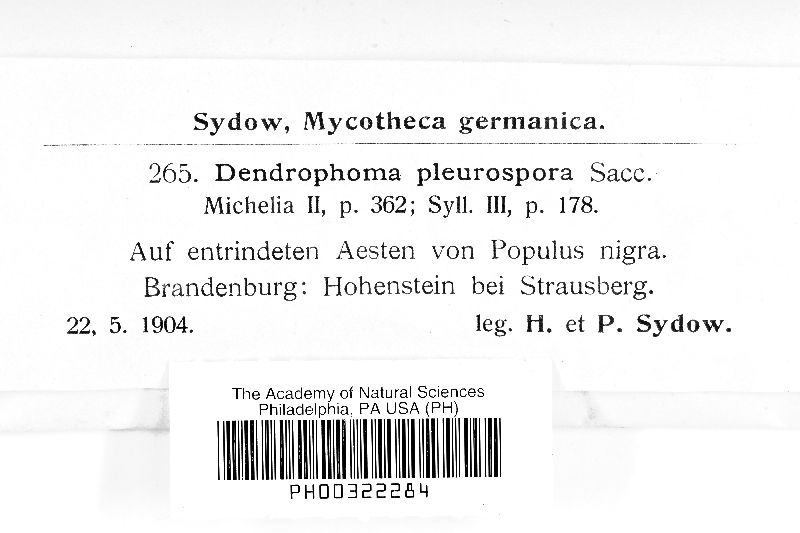 Sydow, Mycotheca germanica.
265. Dendrophoma pleurospora Sacc.
Michelia II, p. 362; Syll. III, p. 178.
Auf entrindeten Aesten von Populus nigra.
Brandenburg: Hohenstein bei Strausberg.
22, 5. 1904. leg. H. et P. Sydow.
The Academy of Natural Sciences
Philadelphia, PA USA (PH)
PH00322284